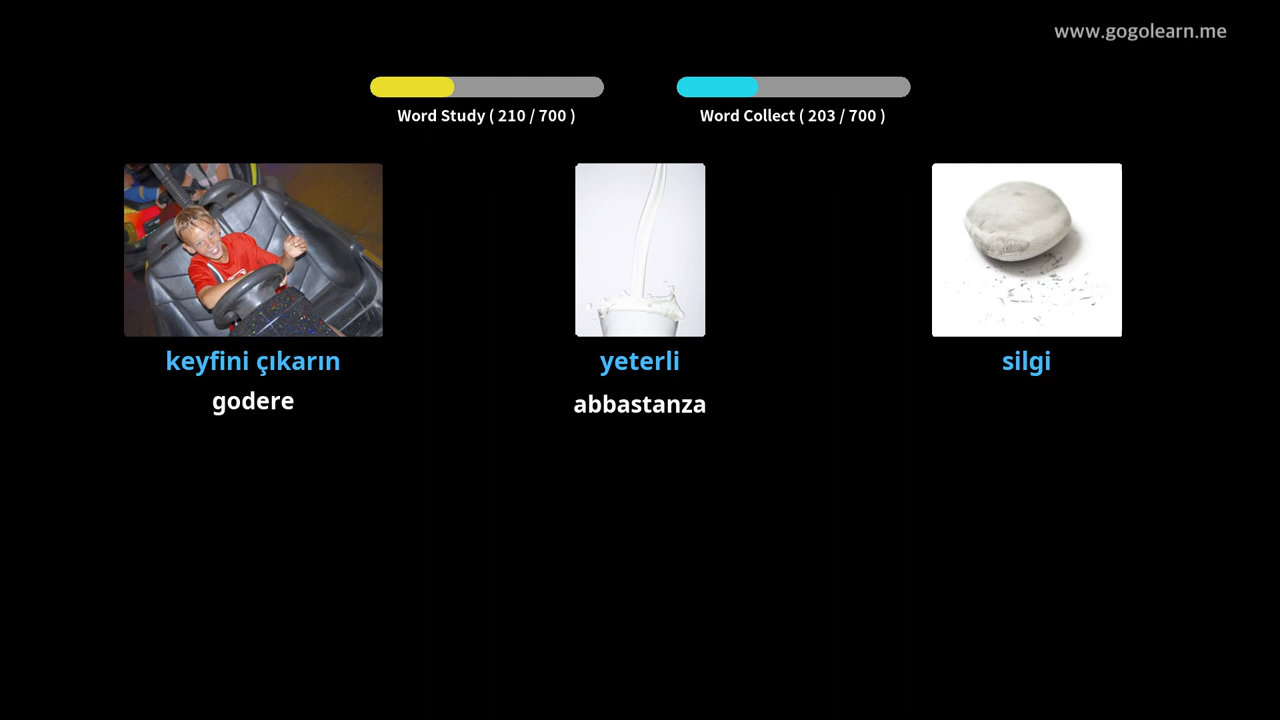 www.gogolearn.me
Word Study ( 210 / 700 )
Word Collect ( 203 / 700 )
keyfini çıkarın
yeterli
silgi
godere
abbastanza